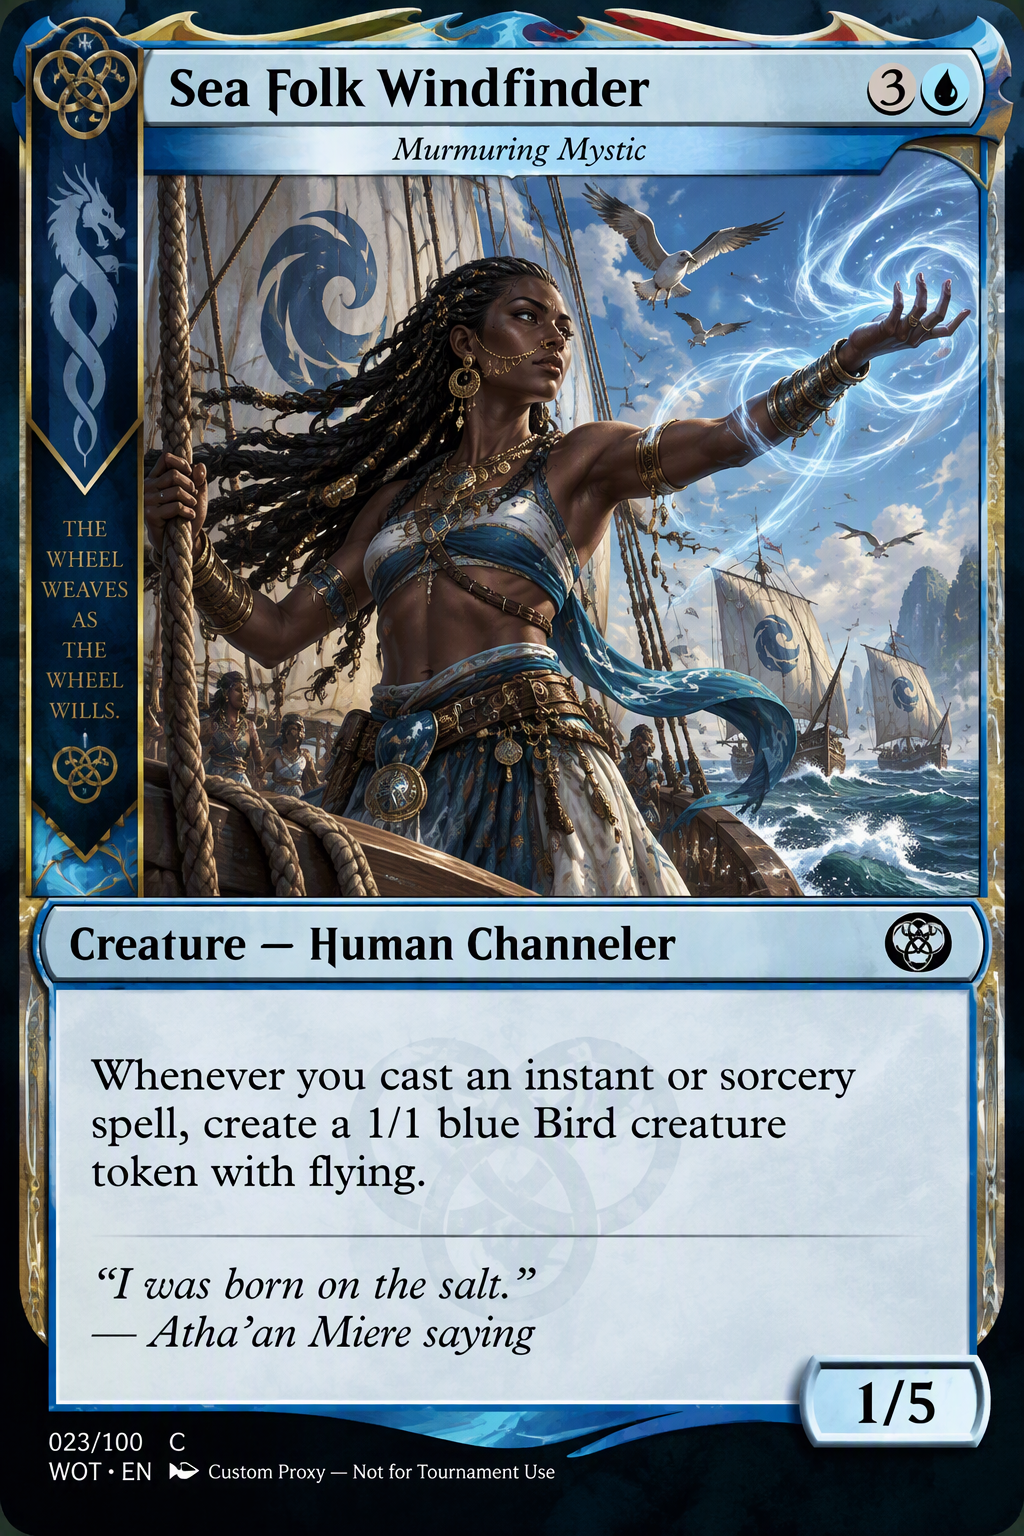 Sea Folk Windfinder
3
Murmuring Mystic
THE
WHEEL
WEAVES
AS
THE
WHEEL
WILLS.
Creature — Human Channeler
Whenever you cast an instant or sorcery
spell, create a 1/1 blue Bird creature
token with flying.
“I was born on the salt.”
— Atha’an Miere saying
1/5
023/100 C
WOT • EN Custom Proxy — Not for Tournament Use